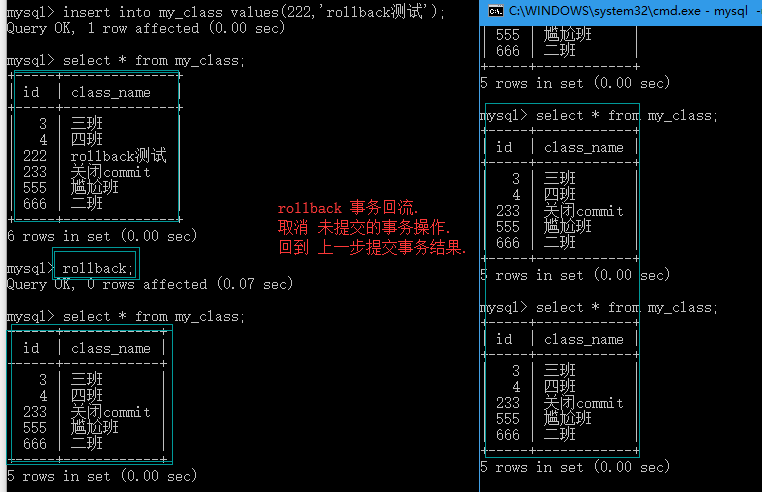 mysql> insert into my_class values(222,'rollback测试');
Query OK, 1 row affected (0.00 sec)
mysql> select * from my_class;
+-----+--------------+
| id | class_name |
+-----+--------------+
| 3 | 三班 |
| 4 | 四班 |
| 222 | rollback测试 |
| 233 | 关闭commit |
| 555 | 尴尬班 |
| 666 | 二班 |
+-----+--------------+
6 rows in set (0.00 sec)
mysql> rollback;
Query OK, 0 rows affected (0.07 sec)
mysql> select * from my_class;
+-----+------------+
| id | class_name |
+-----+------------+
| 3 | 三班 |
| 4 | 四班 |
| 233 | 关闭commit |
| 555 | 尴尬班 |
| 666 | 二班 |
+-----+------------+
5 rows in set (0.00 sec)
rollback 事务回流.
取消 未提交的事务操作.
回到 上一步提交事务结果.
C:\WINDOWS\system32\cmd.exe - mysql -
| 555 | 尴尬班 |
| 666 | 二班 |
+-----+------------+
5 rows in set (0.00 sec)
mysql> select * from my_class;
+-----+------------+
| id | class_name |
+-----+------------+
| 3 | 三班 |
| 4 | 四班 |
| 233 | 关闭commit |
| 555 | 尴尬班 |
| 666 | 二班 |
+-----+------------+
5 rows in set (0.00 sec)
mysql> select * from my_class;
+-----+------------+
| id | class_name |
+-----+------------+
| 3 | 三班 |
| 4 | 四班 |
| 233 | 关闭commit |
| 555 | 尴尬班 |
| 666 | 二班 |
+-----+------------+
5 rows in set (0.00 sec)